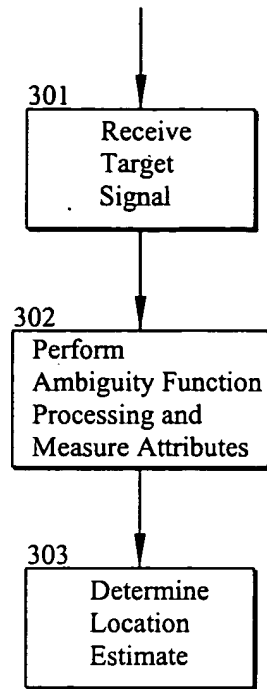 301
Receive
Target
Signal
302
Perform
Ambiguity Function
Processing and
Measure Attributes
303
Determine
Location
Estimate